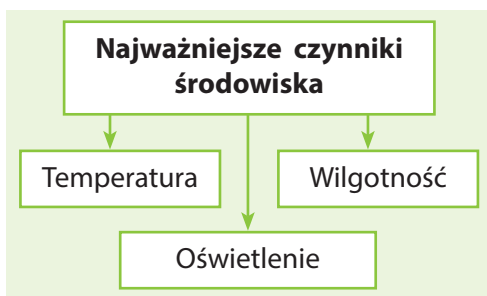 Najważniejsze czynniki
środowiska
Temperatura
Wilgotność
Oświetlenie